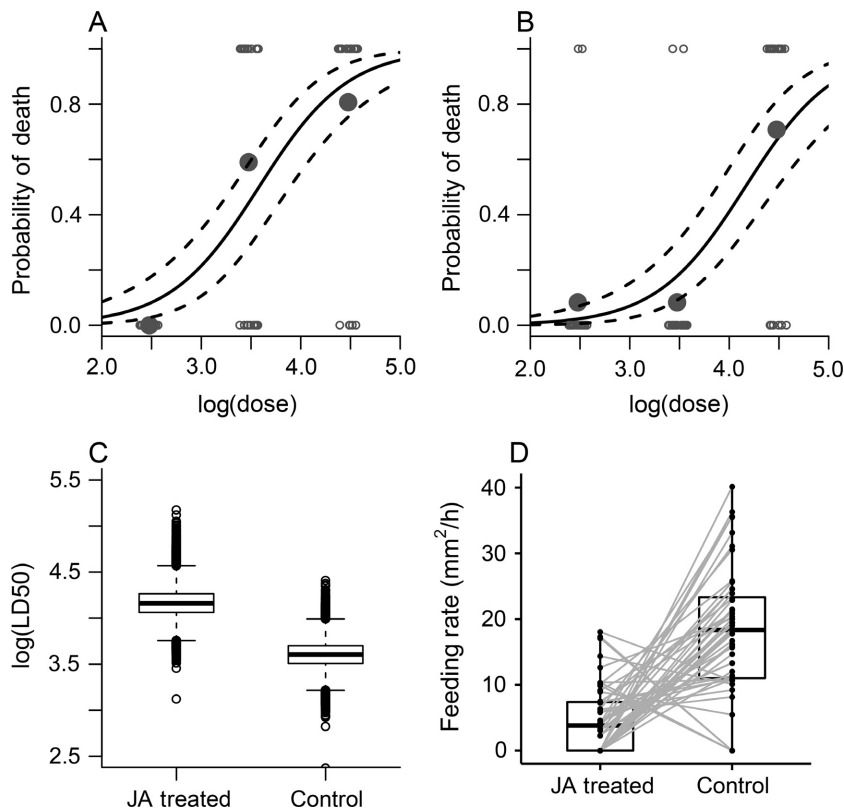 A
Probability of death
0.8
0.4
0.0
2.0 3.0 4.0 5.0
log(dose)
B
Probability of death
0.8
0.4
0.0
2.0 3.0 4.0 5.0
log(dose)
C
log(LD50)
5.5
4.5
3.5
2.5
JA treated Control
D
Feeding rate (mm²/h)
40
30
20
10
0
JA treated Control